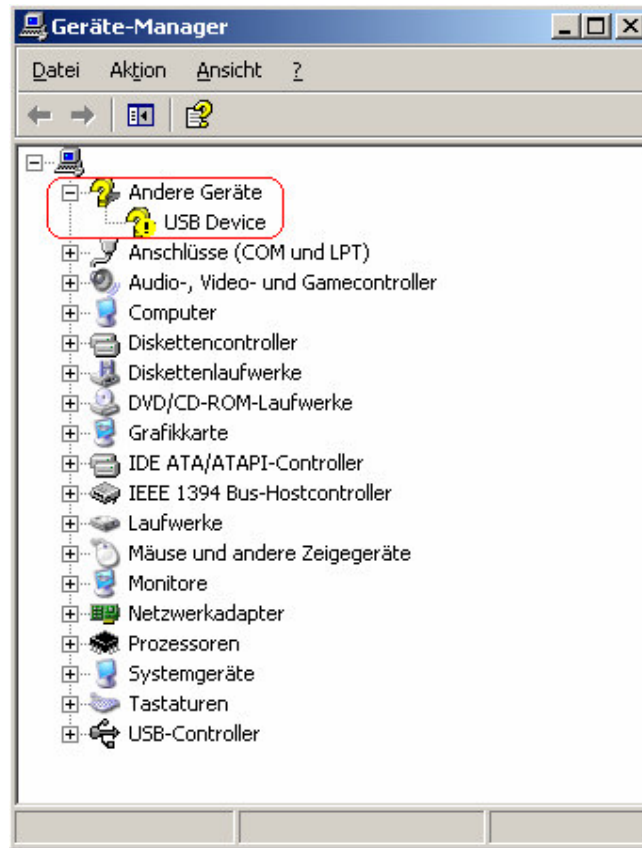 Geräte-Manager
Datei Aktion Ansicht ?
Andere Geräte
USB Device
Anschlüsse (COM und LPT)
Audio-, Video- und Gamecontroller
Computer
Diskettencontroller
Diskettenlaufwerke
DVD/CD-ROM-Laufwerke
Grafikkarte
IDE ATA/ATAPI-Controller
IEEE 1394 Bus-Hostcontroller
Laufwerke
Mäuse und andere Zeigegeräte
Monitore
Netzwerkadapter
Prozessoren
Systemgeräte
Tastaturen
USB-Controller